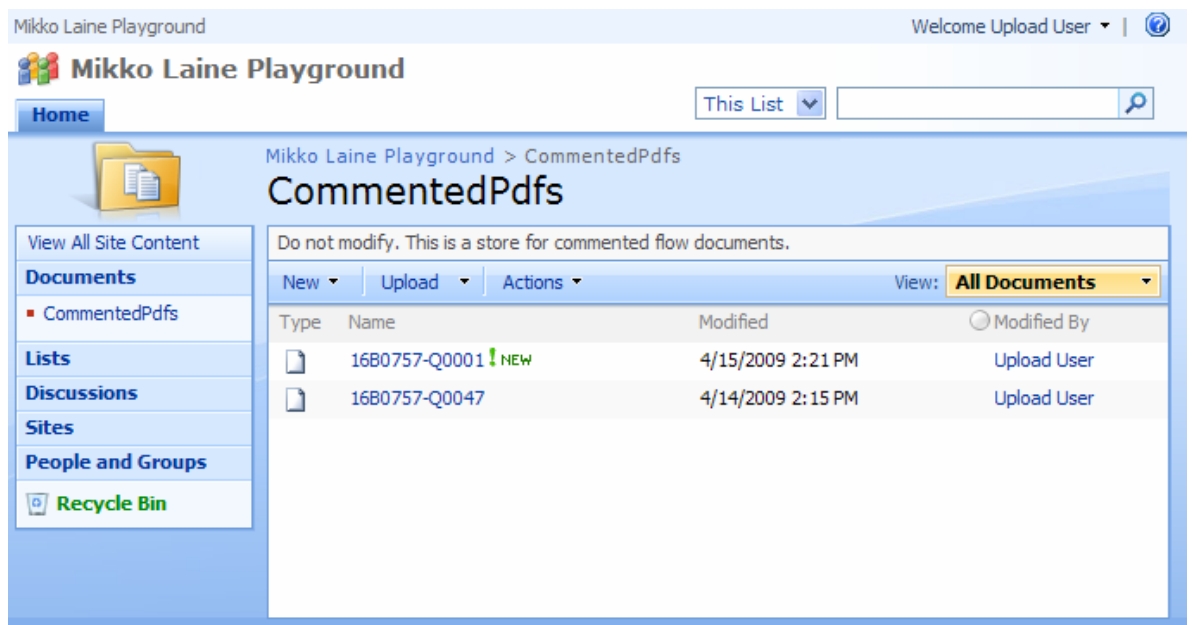 Mikko Laine Playground
Welcome Upload User |
Mikko Laine Playground
Home
This List
Mikko Laine Playground > CommentedPdfs
CommentedPdfs
View All Site Content
Documents
CommentedPdfs
Lists
Discussions
Sites
People and Groups
Recycle Bin
Do not modify. This is a store for commented flow documents.
New Upload Actions View: All Documents
Type Name Modified Modified By
16B0757-Q0001 ! NEW 4/15/2009 2:21 PM Upload User
16B0757-Q0047 4/14/2009 2:15 PM Upload User